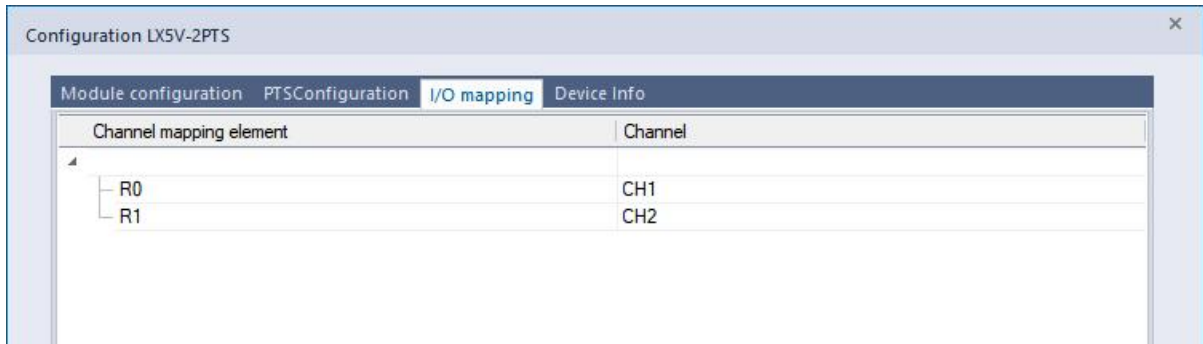 Configuration LX5V-2PTS
Module configuration PTSConfiguration I/O mapping Device Info
Channel mapping element Channel
R0 CH1
R1 CH2